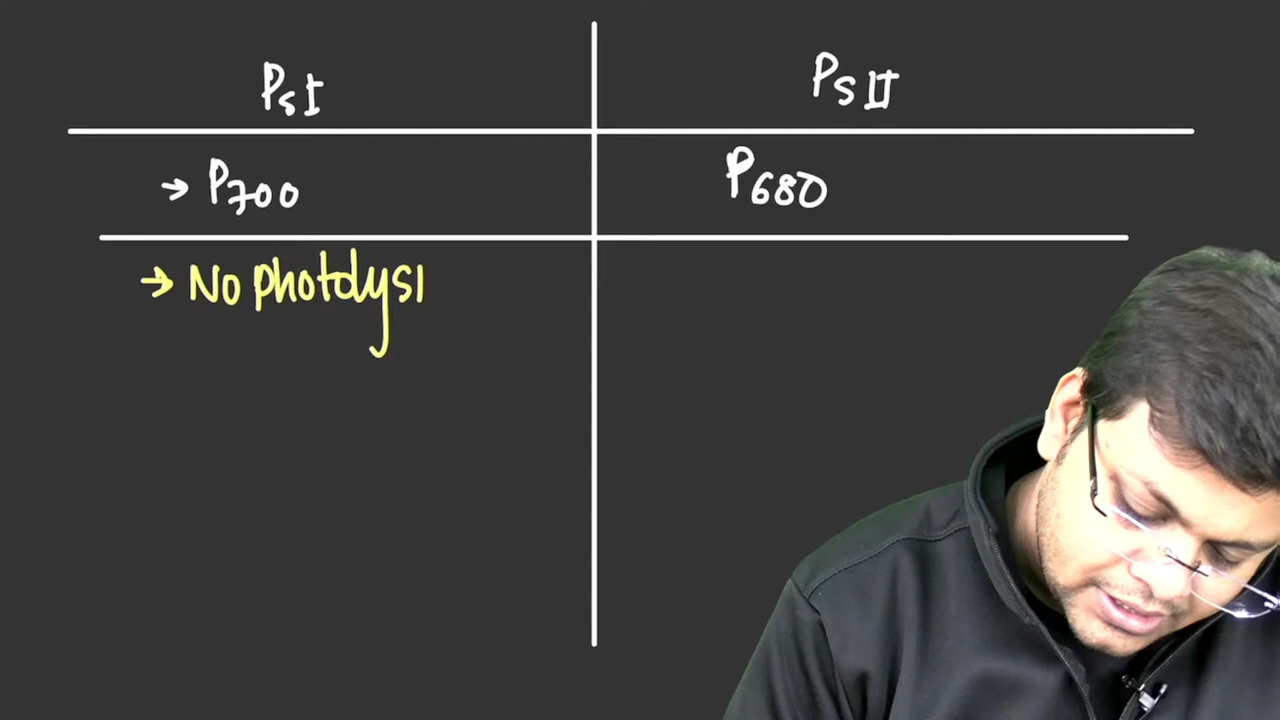 PS I
PS II
→ P700
P680
→ No photolysi